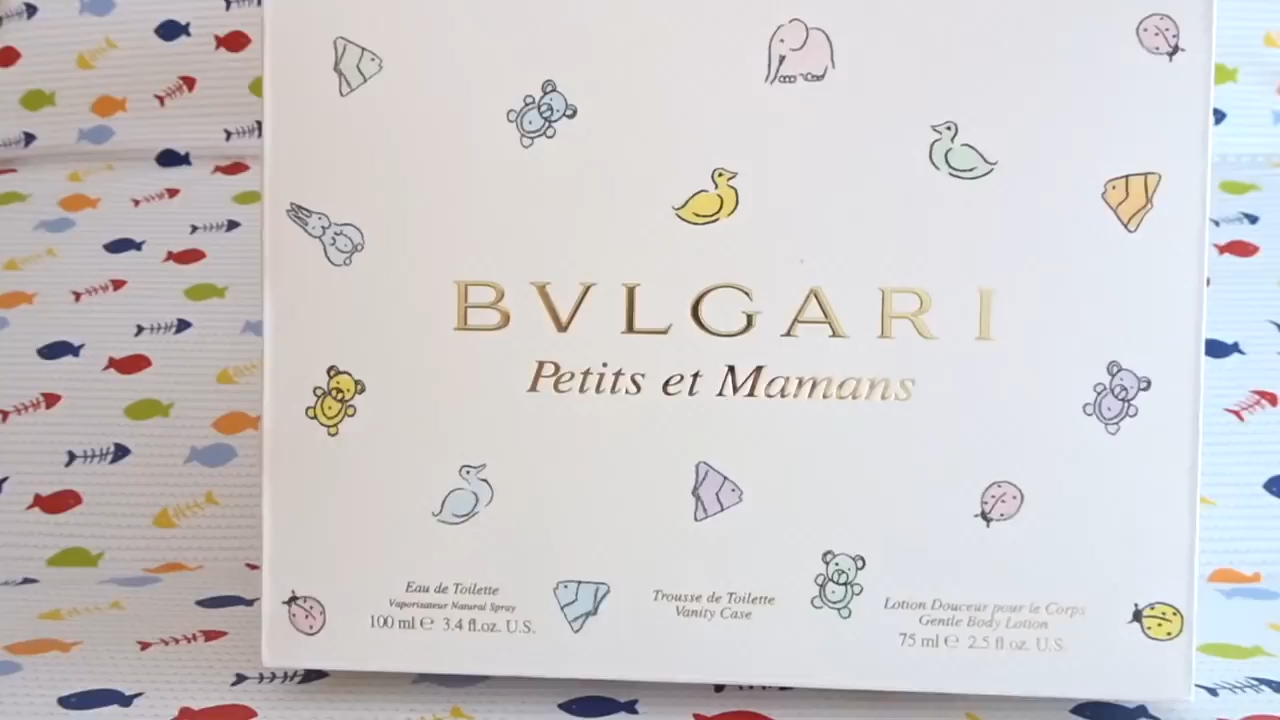 BVLGARI
Petits et Mamans
Eau de Toilette
Vaporisateur Natural Spray
100 ml ℮ 3.4 fl.oz. U.S.
Trousse de Toilette
Vanity Case
Lotion Douceur pour le Corps
Gentle Body Lotion
75 ml ℮ 2.5 fl oz. U.S.